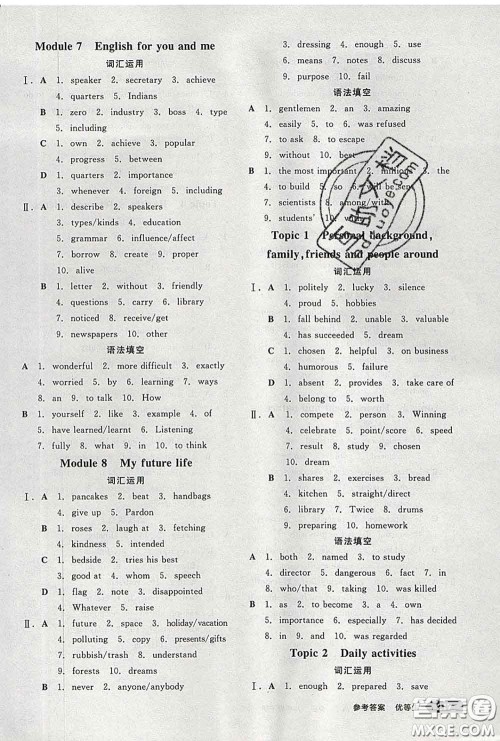 Module 7 English for you and me
词汇运用
Ⅰ. A 1. speaker 2. secretary 3. achieve
4. quarters 5. Indians
B 1. zero 2. industry 3. boss 4. type
5. including
C 1. own 2. achieve 3. popular
4. progress 5. between
D 1. quarters 2. importance
3. whenever 4. foreign 5. including
Ⅱ. A 1. describe 2. speakers
3. types/kinds 4. education
5. grammar 6. influence/affect
7. borrow 8. create 9. progress
10. alive
B 1. letter 2. without 3. friendly
4. questions 5. carry 6. library
7. noticed 8. receive/get
9. newspapers 10. other
语法填空
A 1. wonderful 2. more difficult 3. exactly
4. worried 5. by 6. learning 7. ways
8. an 9. to talk 10. How
B 1. yourself 2. like 3. examples 4. of
5. have learned/learnt 6. Listening
7. fully 8. what 9. in 10. conversations
Module 8 My future life
词汇运用
Ⅰ. A 1. pancakes 2. beat 3. handbags
4. give up 5. Pardon
B 1. roses 2. laugh at 3. fetching
4. kindness 5. intended
C 1. bedside 2. tries his best
3. good at 4. whom 5. speech
D 1. flag 2. note 3. disappointed
4. Whatever 5. raised
Ⅱ. A 1. future 2. space 3. holiday/vacation
4. polluting 5. copy 6. presents/gifts
7. rubbish/trash 8. understand
9. forests 10. dreams
B 1. never 2. anyone/anybody
3. dressing 4. enough 5. use
6. means 7. notes 8. disaster
9. purpose 10. fail
语法填空
A 1. gentlemen 2. an 3. amazing
4. easily 5. to 6. was refused
7. to ask 8. to escape
9. without 10. best
B 1. the most important 2. millions 3. the
4. to build 5. so 6. to play
7. scientists 8. among/with
9. students' 10.
Topic 1 Personal background,
family, friends and people around
词汇运用
Ⅰ. A 1. politely 2. lucky 3. silence
4. proud 5. hobbies
B 1. fall behind 2. unable 3. matter
4. has succeeded 5. dream
C 1. chosen 2. helpful 3. on business
4. humorous 5. failure
D 1. absent 2. provides 3. take care of
4. belong to 5. make friends
Ⅱ. A 1. compete 2. person 3. Winning
4. celebrate 5. point/score 6. speed
7. result 8. study 9. from
10. dream
B 1. shares 2. exercises 3. bread
4. kitchen 5. straight/direct
6. complete 7. library 8. Drivers
9. preparing 10. homework
语法填空
A 1. both 2. named 3. to study
4. director 5. dangerous 6. fact 7. in
8. who/that 9. taking 10. killed
B 1. as 2. to become 3. a 4. chance
5. importance 6. especially 7. has decided
8. from 9. in 10. was regarded
Topic 2 Daily activities
词汇运用
Ⅰ. A 1. snacks 2. fair 3. downstairs
参考答案 优等